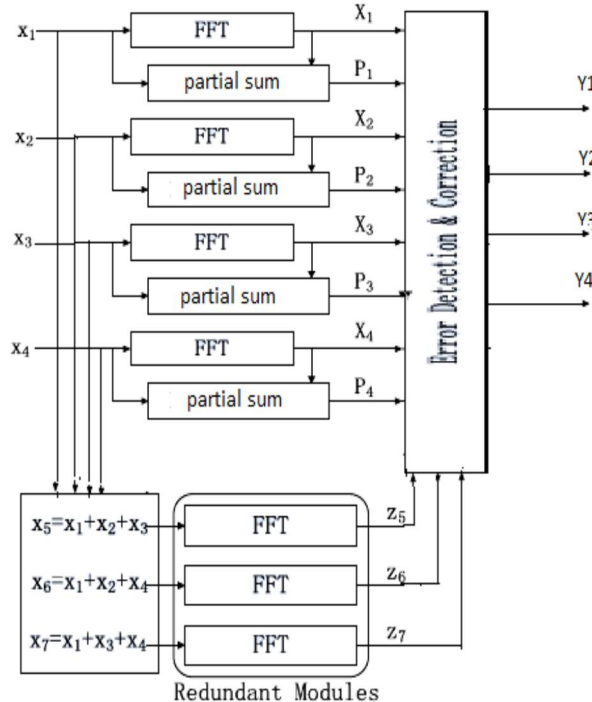 x₁ FFT X₁
partial sum P₁
Y1
x₂ FFT X₂
partial sum P₂
Y2
x₃ FFT X₃
Y3
partial sum P₃
Y4
x₄ FFT X₄
partial sum P₄
Error Detection & Correction
x₅=x₁+x₂+x₃ FFT z₅
x₆=x₁+x₂+x₄ FFT z₆
x₇=x₁+x₃+x₄ FFT z₇
Redundant Modules